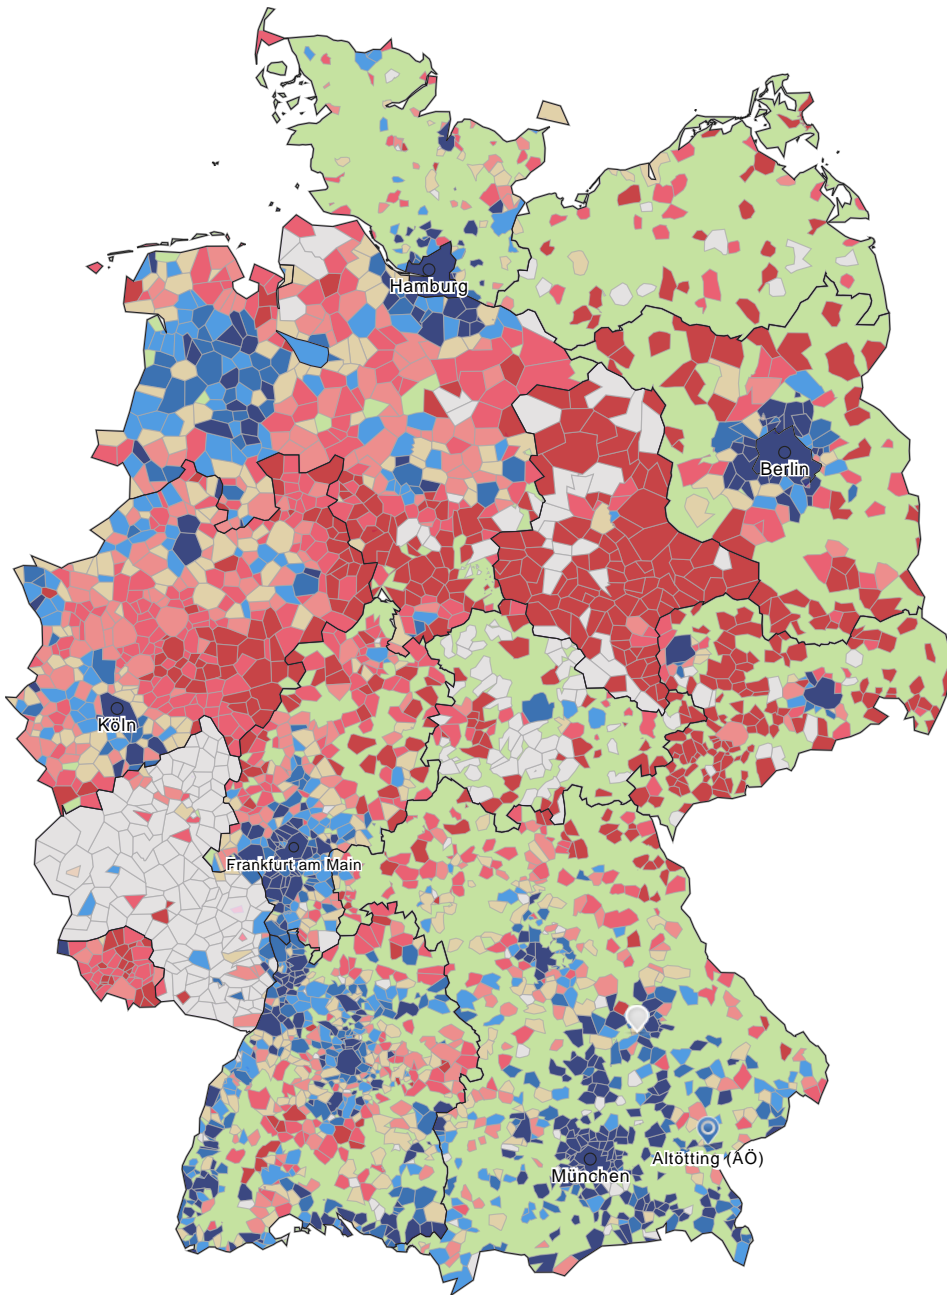 Hamburg
Berlin
Köln
Frankfurt am Main
Altötting (AÖ)
München